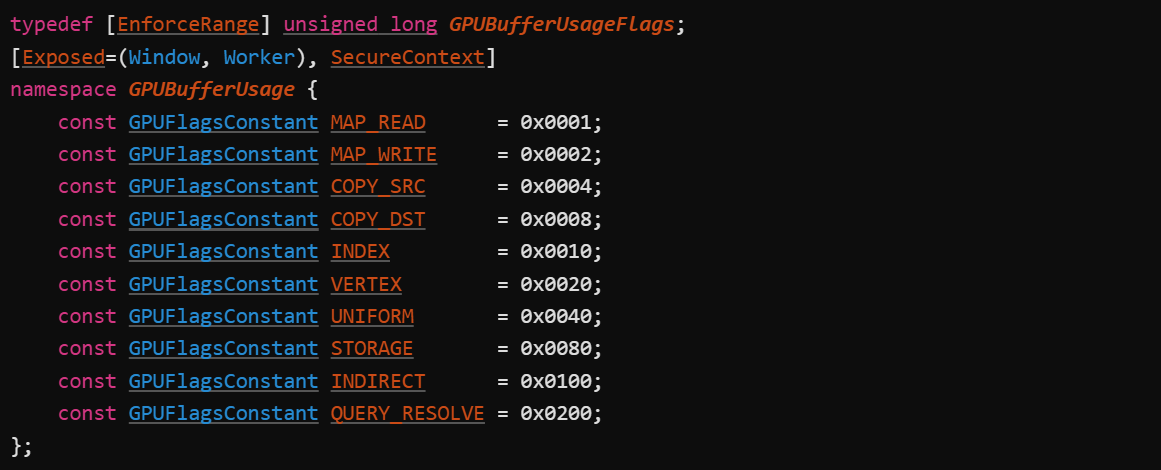 typedef [EnforceRange] unsigned long GPUBufferUsageFlags;
[Exposed=(Window, Worker), SecureContext]
namespace GPUBufferUsage {
    const GPUFlagsConstant MAP_READ      = 0x0001;
    const GPUFlagsConstant MAP_WRITE     = 0x0002;
    const GPUFlagsConstant COPY_SRC      = 0x0004;
    const GPUFlagsConstant COPY_DST      = 0x0008;
    const GPUFlagsConstant INDEX         = 0x0010;
    const GPUFlagsConstant VERTEX        = 0x0020;
    const GPUFlagsConstant UNIFORM       = 0x0040;
    const GPUFlagsConstant STORAGE       = 0x0080;
    const GPUFlagsConstant INDIRECT      = 0x0100;
    const GPUFlagsConstant QUERY_RESOLVE = 0x0200;
};